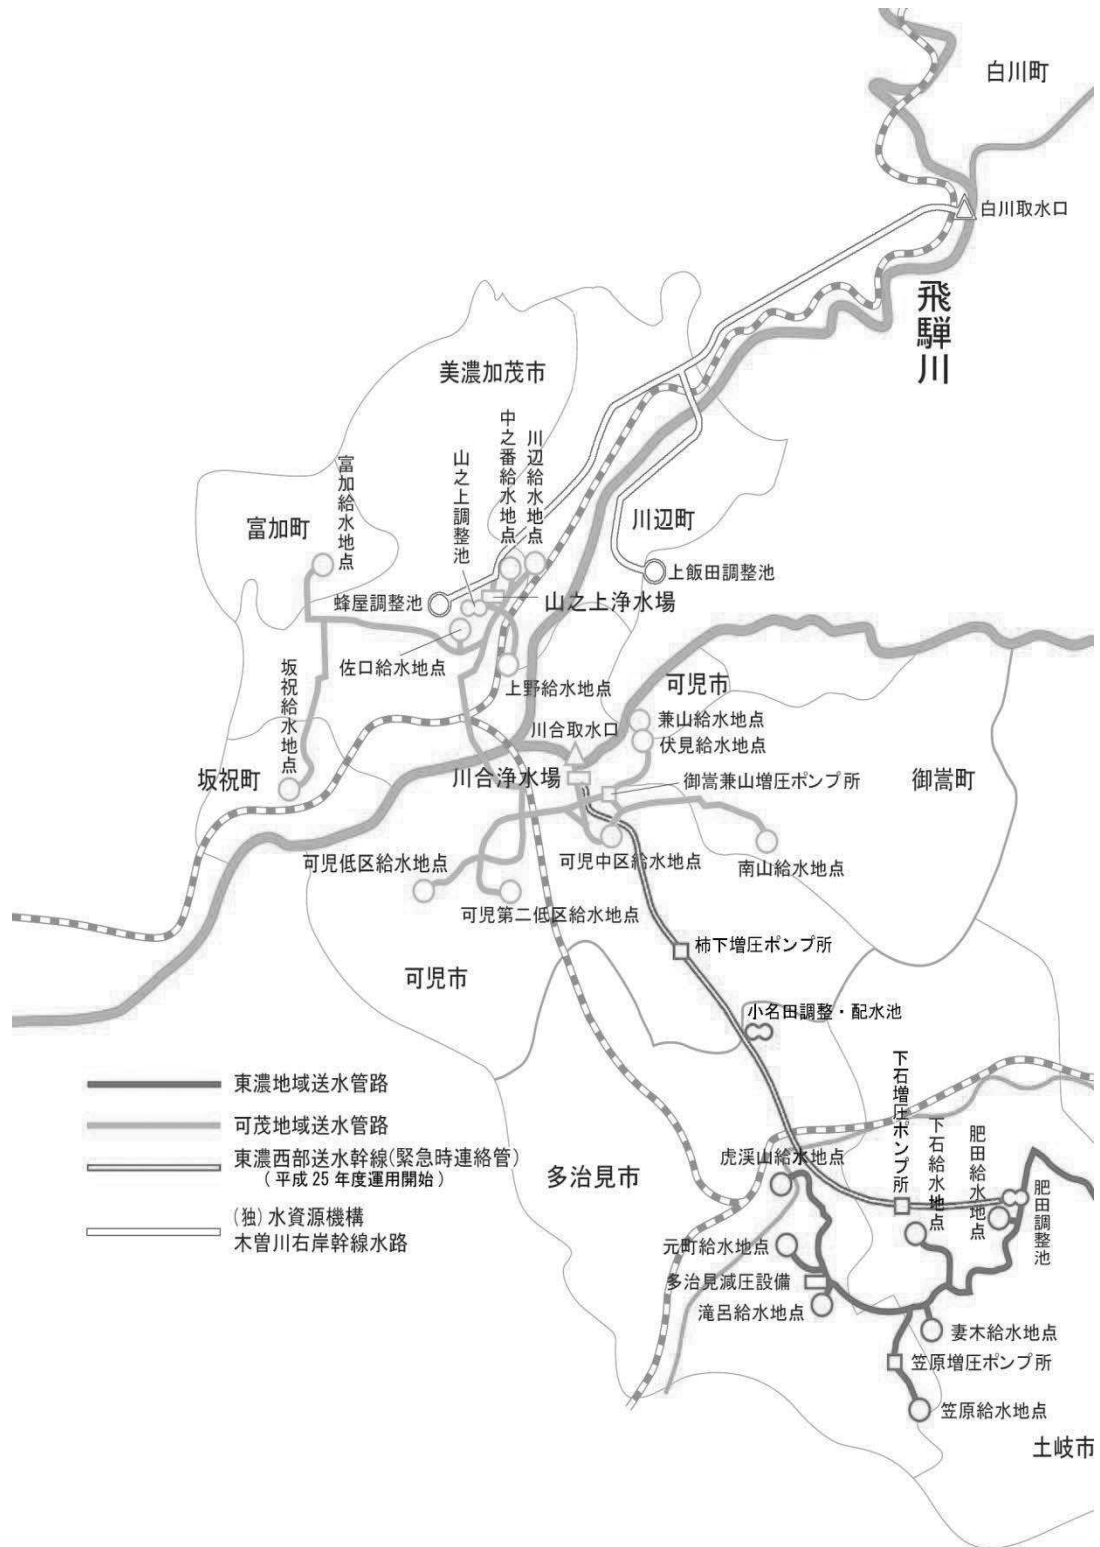 白川町
白川取水口
飛騨川
美濃加茂市
中之番給水地点
川辺給水地点
山之上調整池
富加給水地点
富加町
川辺町
上飯田調整池
蜂屋調整池
山之上浄水場
佐口給水地点
上野給水地点
坂祝給水地点
可児市
兼山給水地点
川合取水口
伏見給水地点
坂祝町
川合浄水場
御嵩兼山増圧ポンプ所
御嵩町
可児低区給水地点
可児中区給水地点
南山給水地点
可児第二低区給水地点
柿下増圧ポンプ所
可児市
小名田調整・配水池
下石増圧ポンプ所
下石給水地点
肥田給水地点
肥田調整池
東濃地域送水管路
可茂地域送水管路
東濃西部送水幹線(緊急時連絡管)
(平成25年度運用開始)
(独)水資源機構
木曽川右岸幹線水路
虎渓山給水地点
多治見市
元町給水地点
多治見減圧設備
滝呂給水地点
妻木給水地点
笠原増圧ポンプ所
笠原給水地点
土岐市